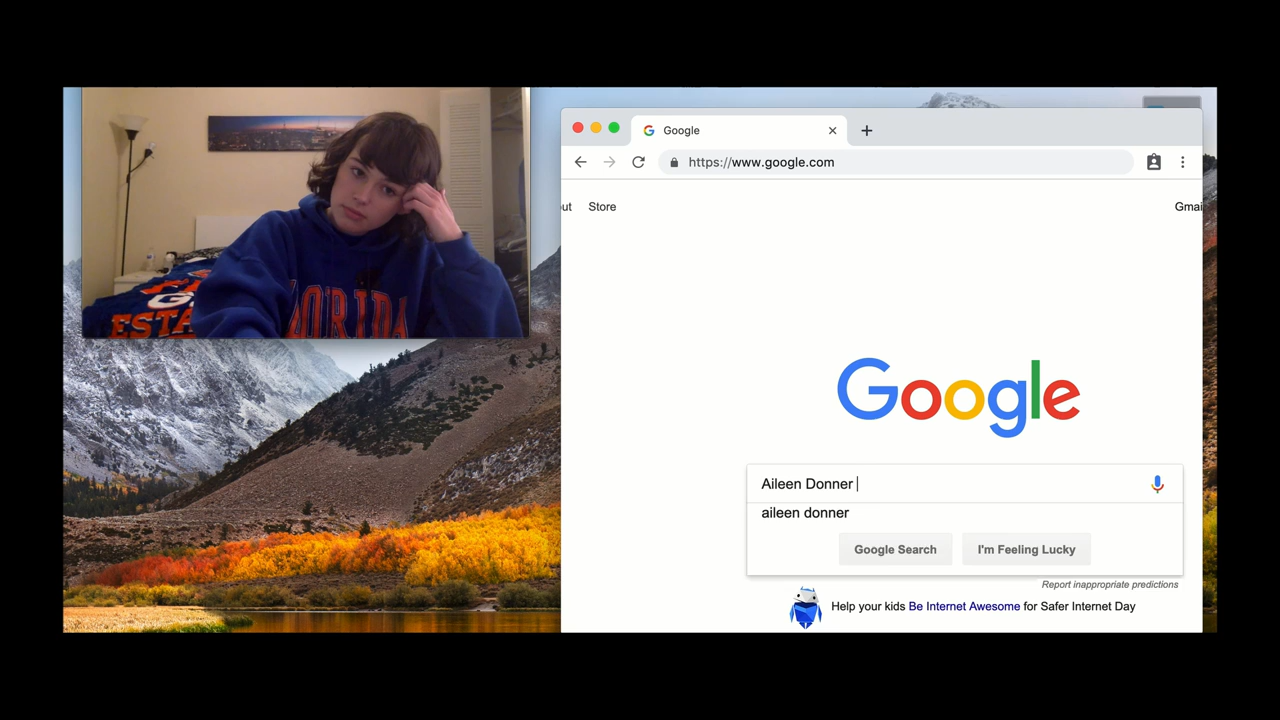 Google
https://www.google.com
out Store Gmai
FLORIDA
G
ESTA
Google
Aileen Donner
aileen donner
Google Search I'm Feeling Lucky
Report inappropriate predictions
Help your kids Be Internet Awesome for Safer Internet Day